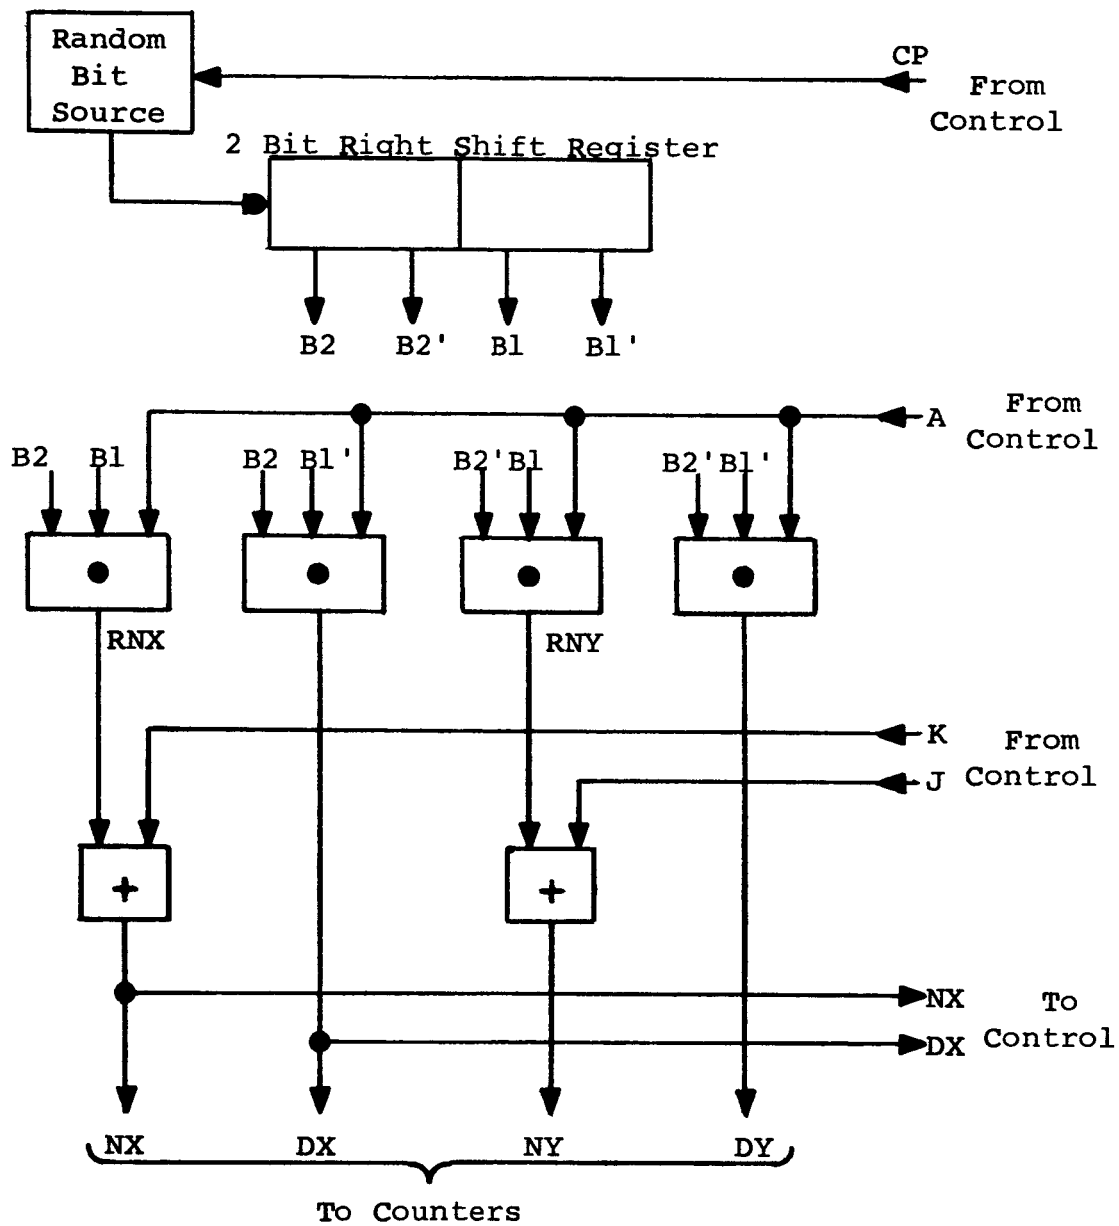 Random
Bit
Source
CP
From
Control
2 Bit Right Shift Register
B2 B2' B1 B1'
A
From
Control
B2 B1 B2 B1' B2'B1 B2'B1'
RNX RNY
K
From
Control
J
+ +
NX
To
Control
DX
NX DX NY DY
To Counters